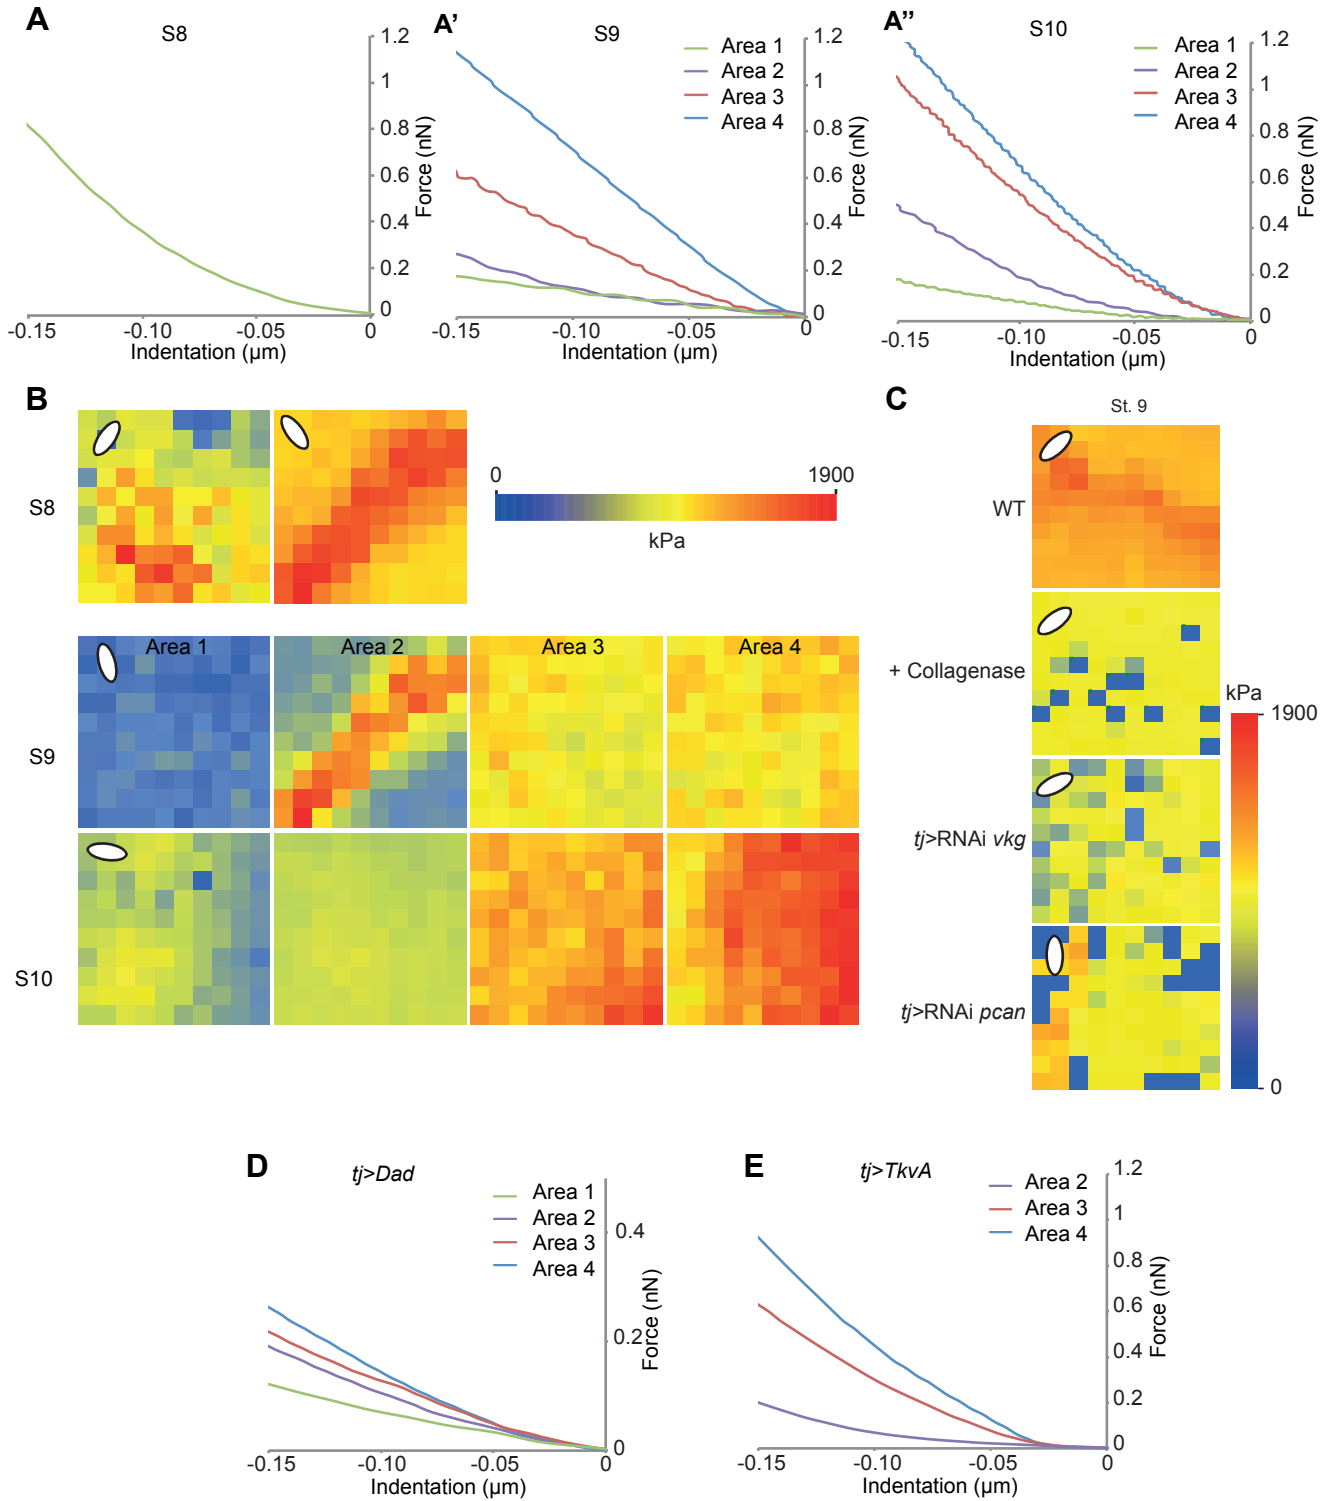 A
S8
1.2
1
0.8
0.6
0.4
0.2
0
Force (nN)
-0.15
-0.10
-0.05
0
Indentation (µm)
A'
S9
Area 1
Area 2
Area 3
Area 4
1.2
1
0.8
0.6
0.4
0.2
0
Force (nN)
-0.15
-0.10
-0.05
0
Indentation (µm)
A''
S10
Area 1
Area 2
Area 3
Area 4
1.2
1
0.8
0.6
0.4
0.2
0
Force (nN)
-0.15
-0.10
-0.05
0
Indentation (µm)
B
S8
0
1900
kPa
S9
Area 1
Area 2
Area 3
Area 4
S10
C
St. 9
WT
+ Collagenase
tj>RNAi vkg
tj>RNAi pcan
kPa
1900
0
D
tj>Dad
Area 1
Area 2
Area 3
Area 4
0.4
0.2
0
Force (nN)
-0.15
-0.10
-0.05
0
Indentation (µm)
E
tj>TkvA
Area 2
Area 3
Area 4
1.2
1
0.8
0.6
0.4
0.2
0
Force (nN)
-0.15
-0.10
-0.05
0
Indentation (µm)